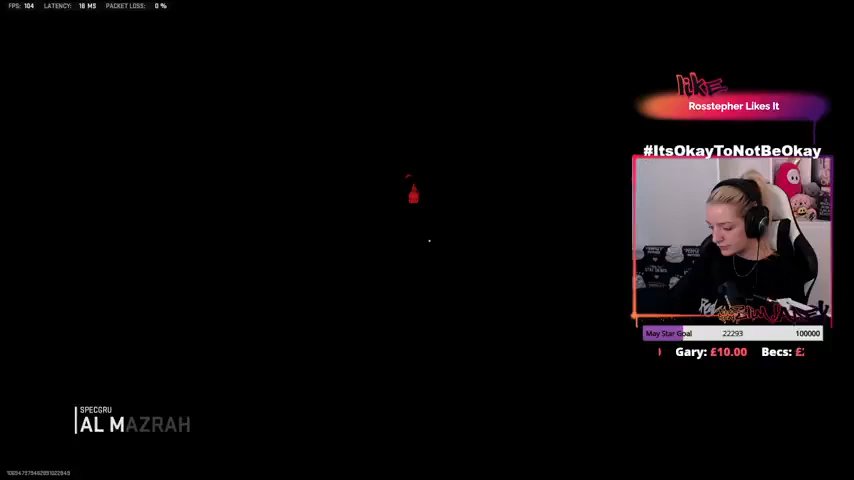 FPS: 104 LATENCY: 18 MS PACKET LOSS: 0 %
like
Rosstepher Likes It
#ItsOkayToNotBeOkay
May Star Goal 22293 100000
Gary: £10.00 Becs:
SPECGRU
AL MAZRAH